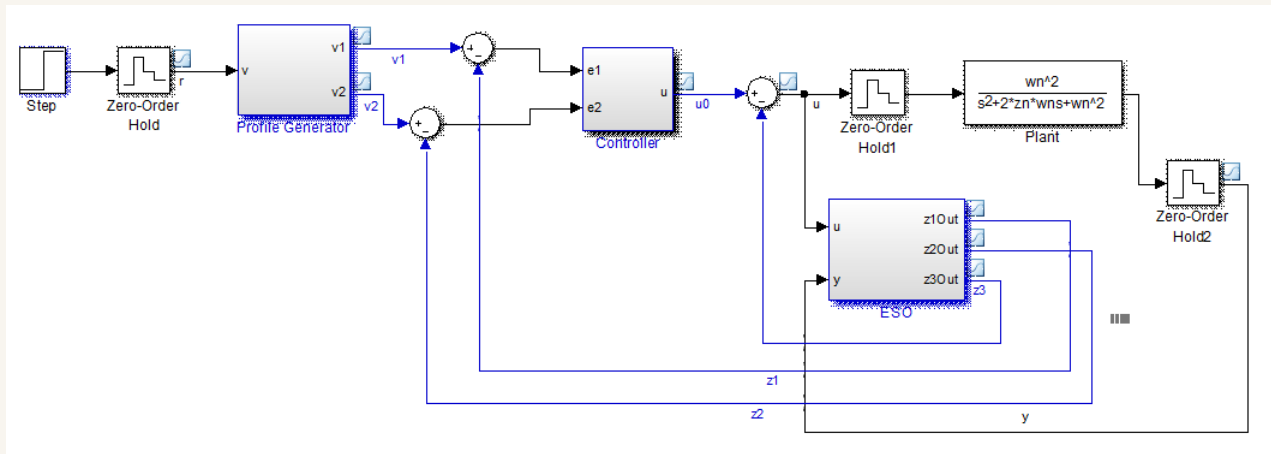 Step
Zero-Order
Hold
r
v
v1
v2
Profile Generator
v1
v2
+
−
+
−
e1
e2
u
Controller
u0
+
−
u
Zero-Order
Hold1
wn^2
s2+2*zn*wns+wn^2
Plant
Zero-Order
Hold2
u
y
z1Out
z2Out
z3Out
ESO
z3
z1
z2
y